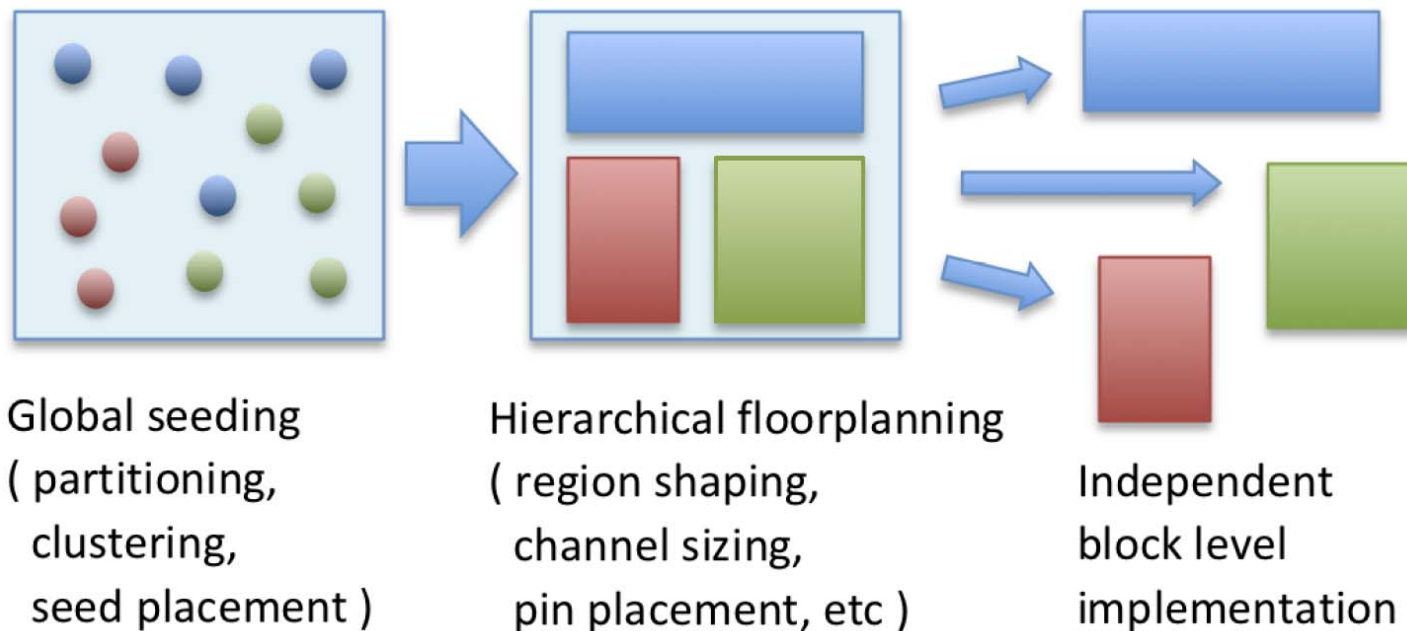 Global seeding
( partitioning,
clustering,
seed placement )
Hierarchical floorplanning
( region shaping,
channel sizing,
pin placement, etc )
Independent
block level
implementation